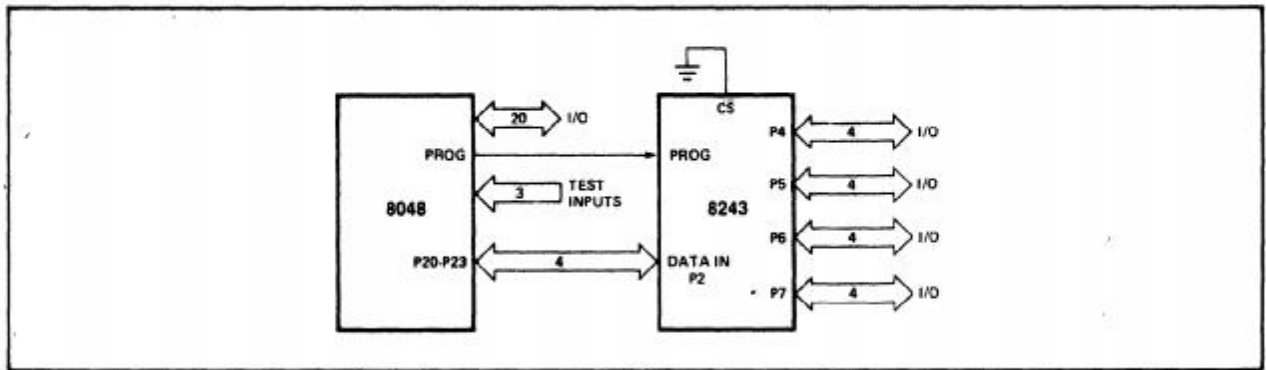 CS
20 I/O
P4 4 I/O
PROG
PROG
P5 4 I/O
3 TEST INPUTS
8048
8243
P6 4 I/O
P20-P23 4 DATA IN P2
P7 4 I/O